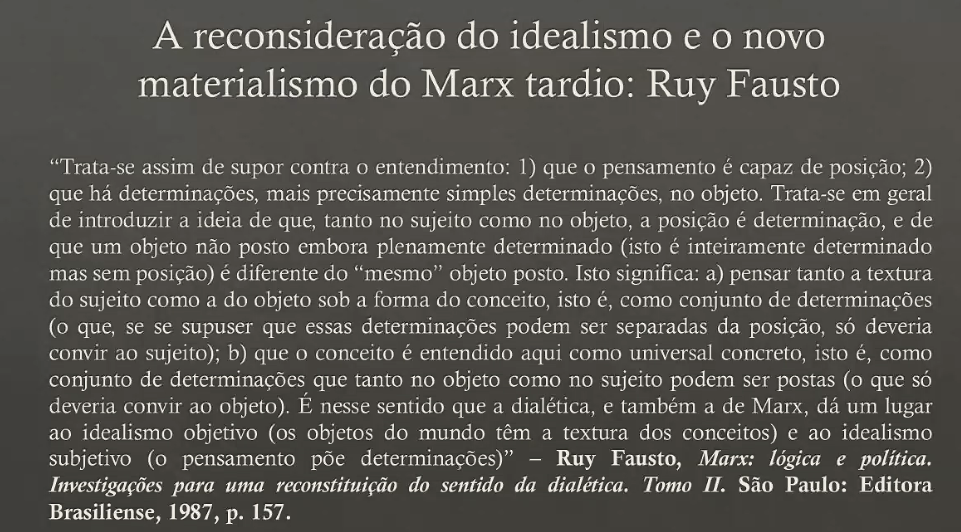 A reconsideração do idealismo e o novo
materialismo do Marx tardio: Ruy Fausto
“Trata-se assim de supor contra o entendimento: 1) que o pensamento é capaz de posição; 2)
que há determinações, mais precisamente simples determinações, no objeto. Trata-se em geral
de introduzir a ideia de que, tanto no sujeito como no objeto, a posição é determinação, e de
que um objeto não posto embora plenamente determinado (isto é inteiramente determinado
mas sem posição) é diferente do “mesmo” objeto posto. Isto significa: a) pensar tanto a textura
do sujeito como a do objeto sob a forma do conceito, isto é, como conjunto de determinações
(o que, se se supuser que essas determinações podem ser separadas da posição, só deveria
convir ao sujeito); b) que o conceito é entendido aqui como universal concreto, isto é, como
conjunto de determinações que tanto no objeto como no sujeito podem ser postas (o que só
deveria convir ao objeto). É nesse sentido que a dialética, e também a de Marx, dá um lugar
ao idealismo objetivo (os objetos do mundo têm a textura dos conceitos) e ao idealismo
subjetivo (o pensamento põe determinações)” – Ruy Fausto, Marx: lógica e política.
Investigações para uma reconstituição do sentido da dialética. Tomo II. São Paulo: Editora
Brasiliense, 1987, p. 157.